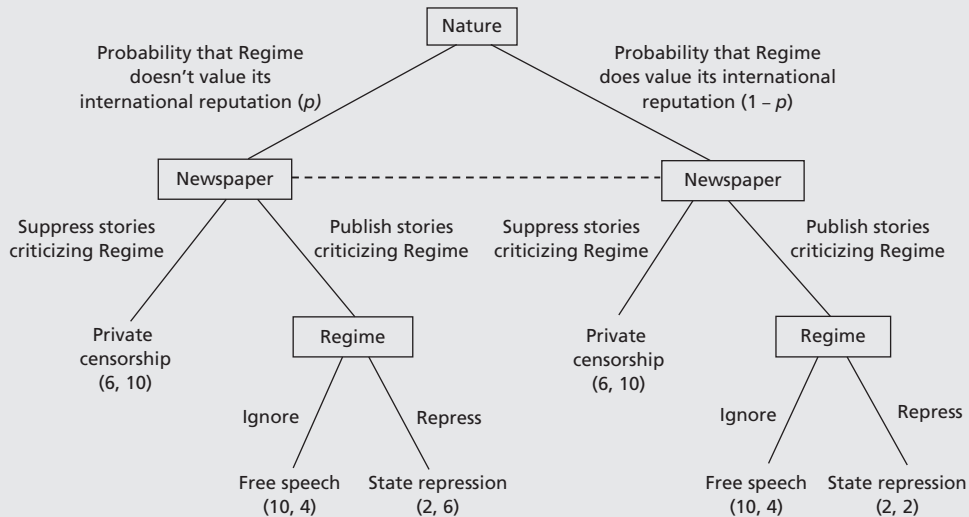 Nature
Probability that Regime
doesn't value its
international reputation (p)
Probability that Regime
does value its international
reputation (1 – p)
Newspaper
Newspaper
Suppress stories
criticizing Regime
Publish stories
criticizing Regime
Suppress stories
criticizing Regime
Publish stories
criticizing Regime
Private
censorship
(6, 10)
Regime
Private
censorship
(6, 10)
Regime
Ignore
Repress
Ignore
Repress
Free speech
(10, 4)
State repression
(2, 6)
Free speech
(10, 4)
State repression
(2, 2)